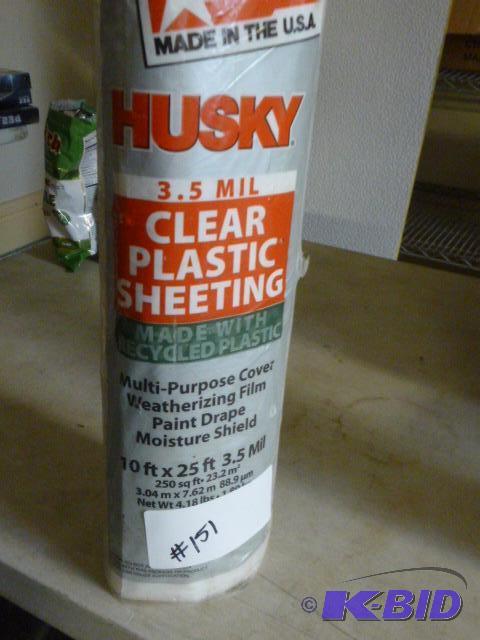 MADE IN THE U.S.A
HUSKY
3.5 MIL
CLEAR
PLASTIC
SHEETING
MADE WITH
RECYCLED PLASTIC
Multi-Purpose Cover
Weatherizing Film
Paint Drape
Moisture Shield
10 ft x 25 ft 3.5 Mil
250 sq ft • 23.2 m²
3.04 m x 7.62 m 88.9 µm
Net Wt 4.18 lbs
#151
© K-BID